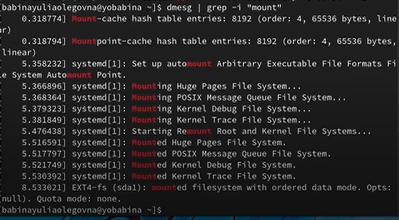 [babinayuliaolegovna@yobabina ~]$ dmesg | grep -i "mount"
[    0.318774] Mount-cache hash table entries: 8192 (order: 4, 65536 bytes, line
ar)
[    0.318794] Mountpoint-cache hash table entries: 8192 (order: 4, 65536 bytes,
 linear)
[    5.358232] systemd[1]: Set up automount Arbitrary Executable File Formats Fi
le System Automount Point.
[    5.366896] systemd[1]: Mounting Huge Pages File System...
[    5.368364] systemd[1]: Mounting POSIX Message Queue File System...
[    5.379323] systemd[1]: Mounting Kernel Debug File System...
[    5.381849] systemd[1]: Mounting Kernel Trace File System...
[    5.476438] systemd[1]: Starting Remount Root and Kernel File Systems...
[    5.516591] systemd[1]: Mounted Huge Pages File System.
[    5.517797] systemd[1]: Mounted POSIX Message Queue File System.
[    5.521749] systemd[1]: Mounted Kernel Debug File System.
[    5.530392] systemd[1]: Mounted Kernel Trace File System.
[    8.533021] EXT4-fs (sda1): mounted filesystem with ordered data mode. Opts:
(null). Quota mode: none.
[babinayuliaolegovna@yobabina ~]$